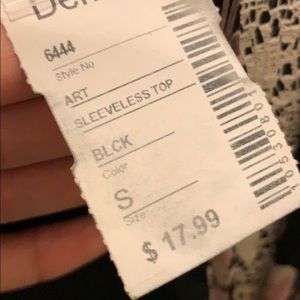 6444
Style No
ART
SLEEVELESS TOP
BLCK
Color
S
Size
$ 17.99